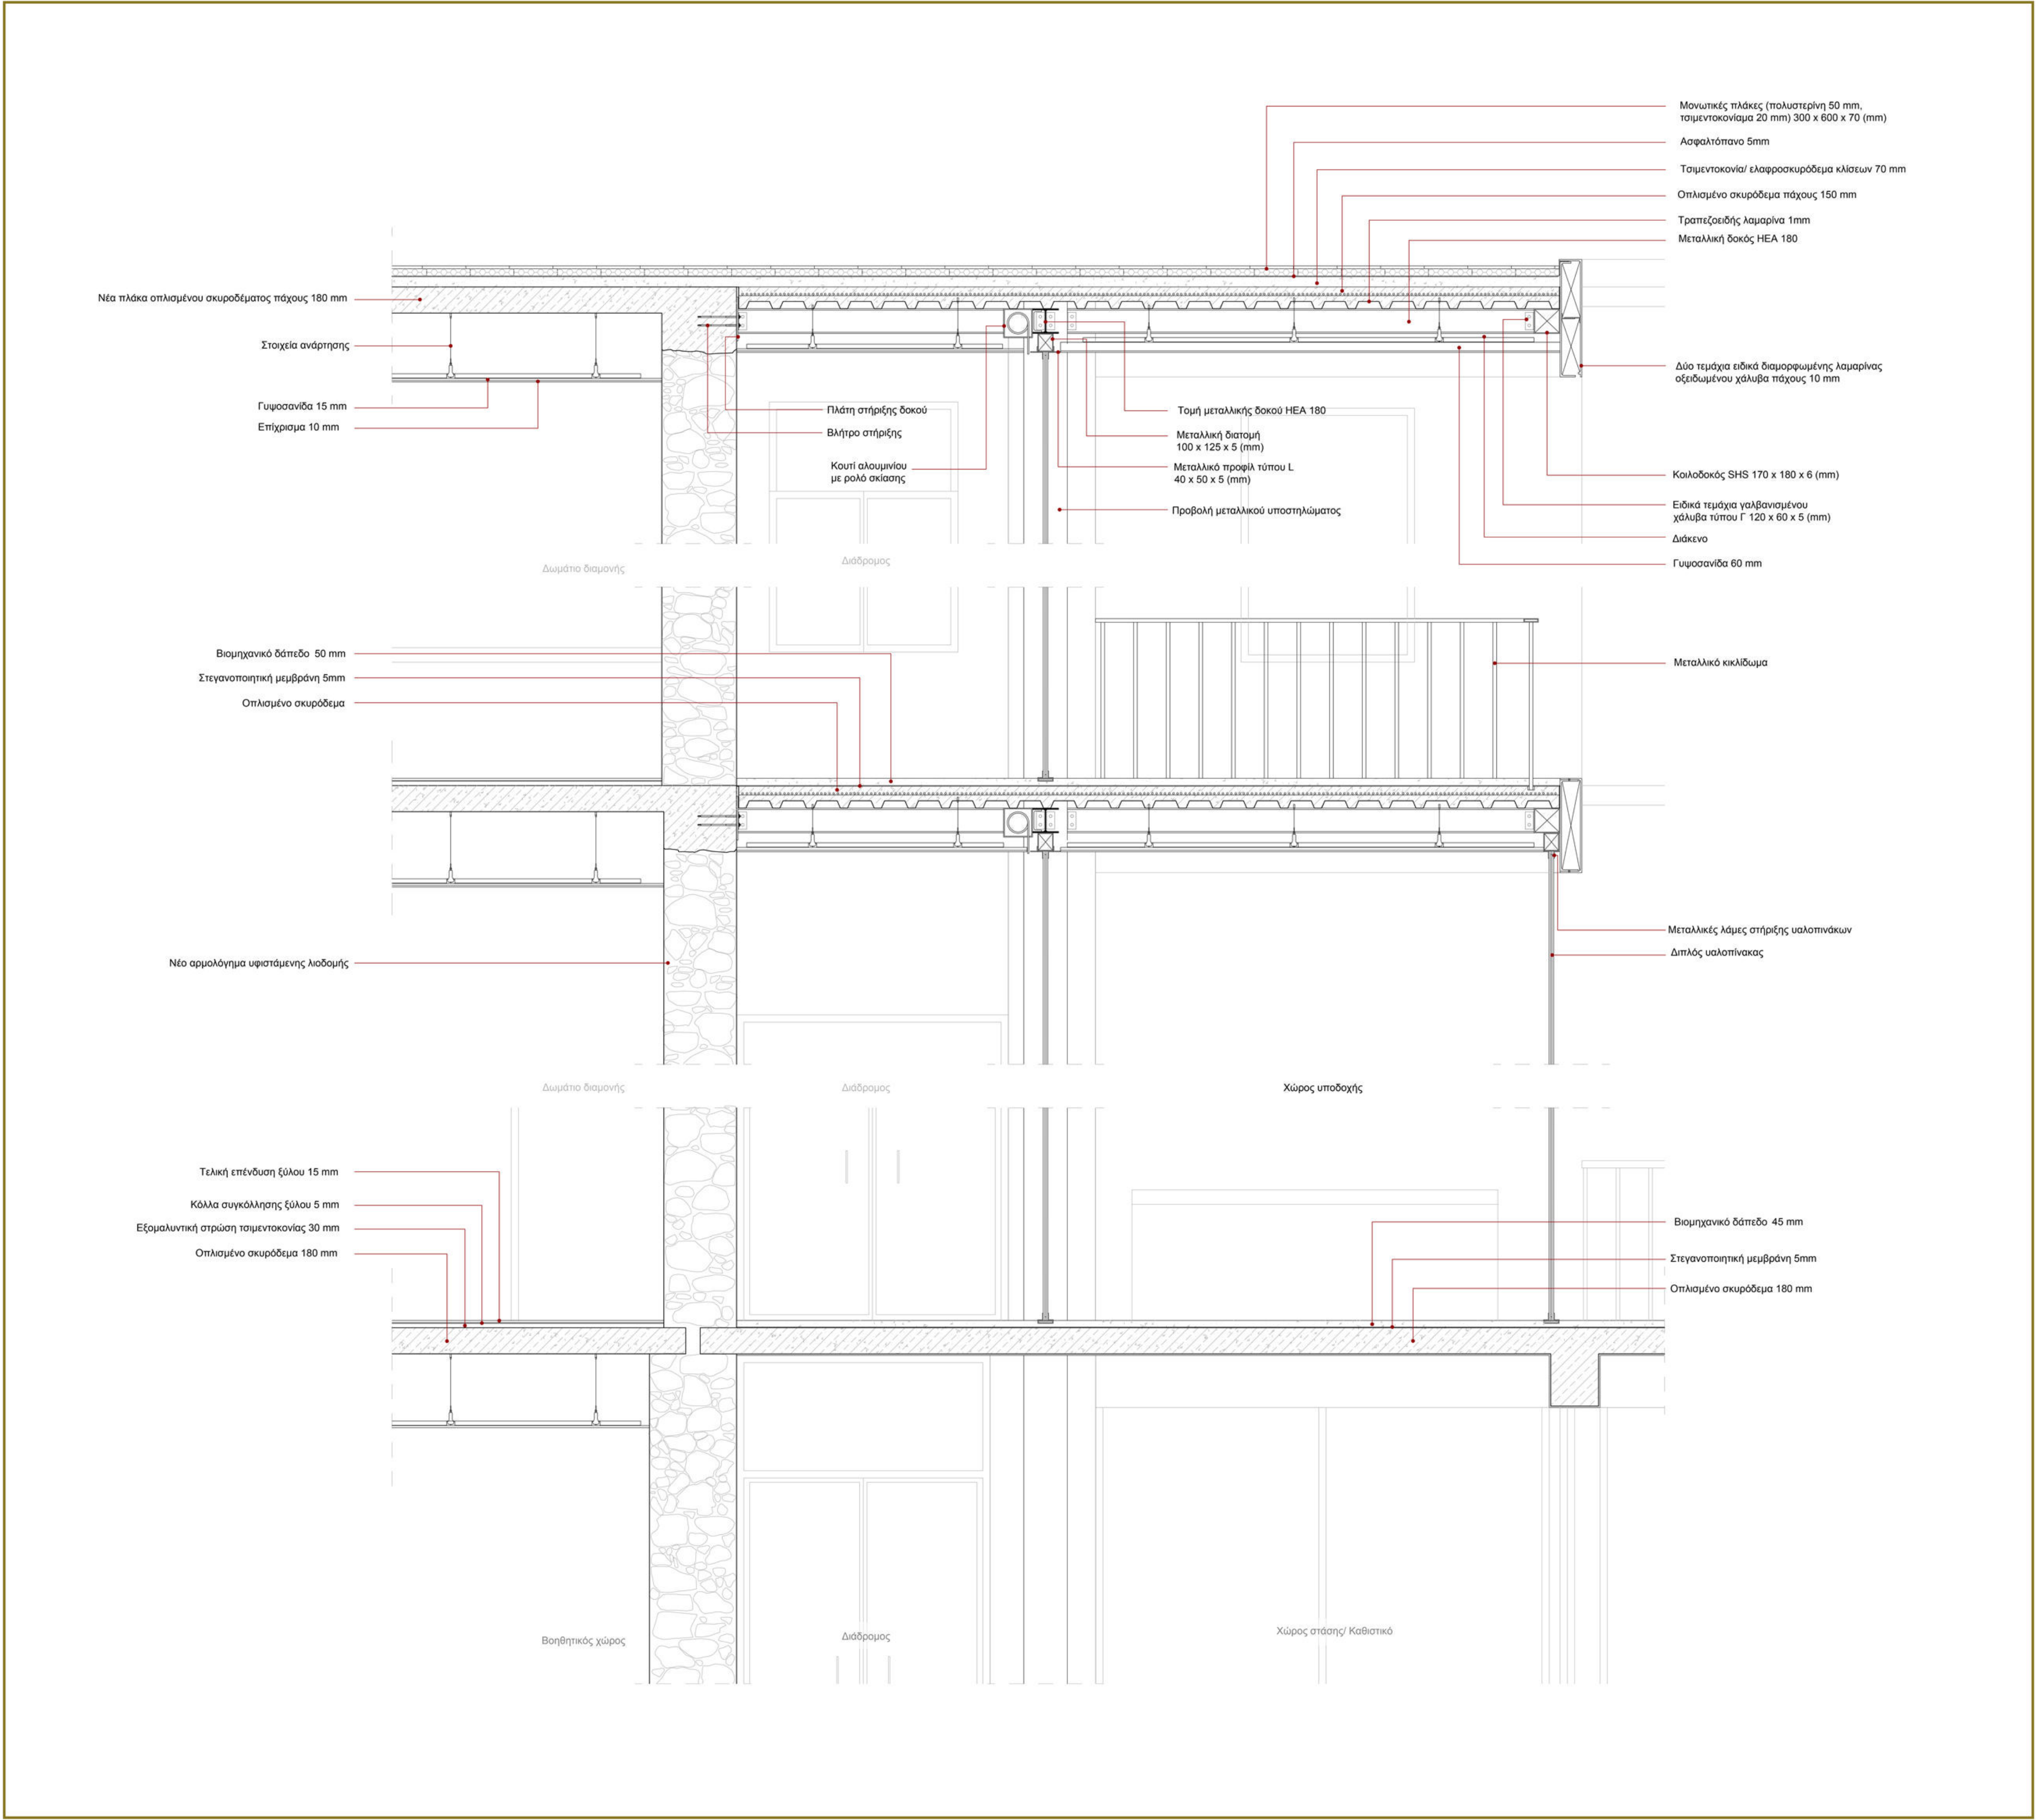 Μονωτικές πλάκες (πολυστερίνη 50 mm,
τσιμεντοκονίαμα 20 mm) 300 x 600 x 70 (mm)
Ασφαλτόπανο 5mm
Τσιμεντοκονία/ ελαφροσκυρόδεμα κλίσεων 70 mm
Οπλισμένο σκυρόδεμα πάχους 150 mm
Τραπεζοειδής λαμαρίνα 1mm
Μεταλλική δοκός HEA 180
Νέα πλάκα οπλισμένου σκυροδέματος πάχους 180 mm
Στοιχεία ανάρτησης
Γυψοσανίδα 15 mm
Επίχρισμα 10 mm
Πλάτη στήριξης δοκού
Βλήτρο στήριξης
Κουτί αλουμινίου
με ρολό σκίασης
Τομή μεταλλικής δοκού HEA 180
Μεταλλική διατομή
100 x 125 x 5 (mm)
Μεταλλικό προφίλ τύπου L
40 x 50 x 5 (mm)
Προβολή μεταλλικού υποστηλώματος
Δύο τεμάχια ειδικά διαμορφωμένης λαμαρίνας
οξειδωμένου χάλυβα πάχους 10 mm
Κοιλοδοκός SHS 170 x 180 x 6 (mm)
Ειδικά τεμάχια γαλβανισμένου
χάλυβα τύπου Γ 120 x 60 x 5 (mm)
Διάκενο
Γυψοσανίδα 60 mm
Δωμάτιο διαμονής
Διάδρομος
Βιομηχανικό δάπεδο 50 mm
Στεγανοποιητική μεμβράνη 5mm
Οπλισμένο σκυρόδεμα
Μεταλλικό κικλίδωμα
Νέο αρμολόγημα υφιστάμενης λιοδομής
Μεταλλικές λάμες στήριξης υαλοπινάκων
Διπλός υαλοπίνακας
Δωμάτιο διαμονής
Διάδρομος
Χώρος υποδοχής
Τελική επένδυση ξύλου 15 mm
Κόλλα συγκόλλησης ξύλου 5 mm
Εξομαλυντική στρώση τσιμεντοκονίας 30 mm
Οπλισμένο σκυρόδεμα 180 mm
Βιομηχανικό δάπεδο 45 mm
Στεγανοποιητική μεμβράνη 5mm
Οπλισμένο σκυρόδεμα 180 mm
Βοηθητικός χώρος
Διάδρομος
Χώρος στάσης/ Καθιστικό